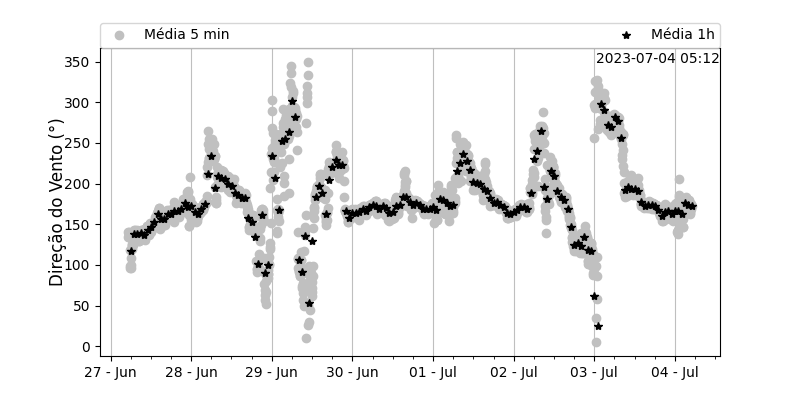 Média 5 min
Média 1h
2023-07-04 05:12
Direção do Vento (°)
350
300
250
200
150
100
50
0
27 - Jun
28 - Jun
29 - Jun
30 - Jun
01 - Jul
02 - Jul
03 - Jul
04 - Jul